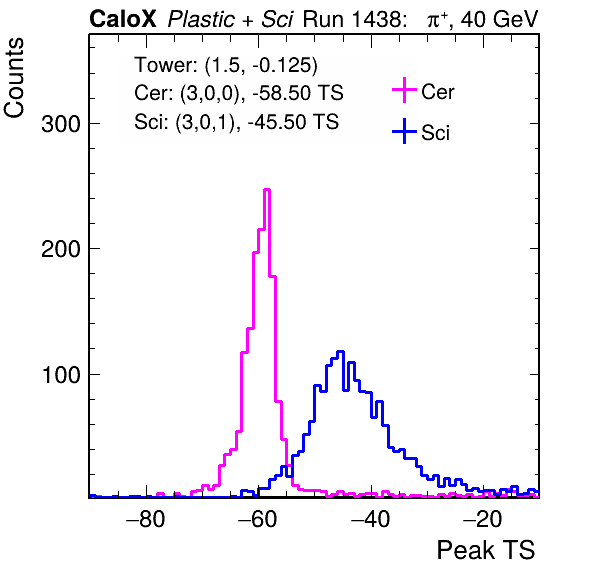 CaloX Plastic + Sci Run 1438: π+, 40 GeV
Counts
Tower: (1.5, -0.125)
Cer: (3,0,0), -58.50 TS
Sci: (3,0,1), -45.50 TS
Cer
Sci
300
200
100
−80 −60 −40 −20
Peak TS